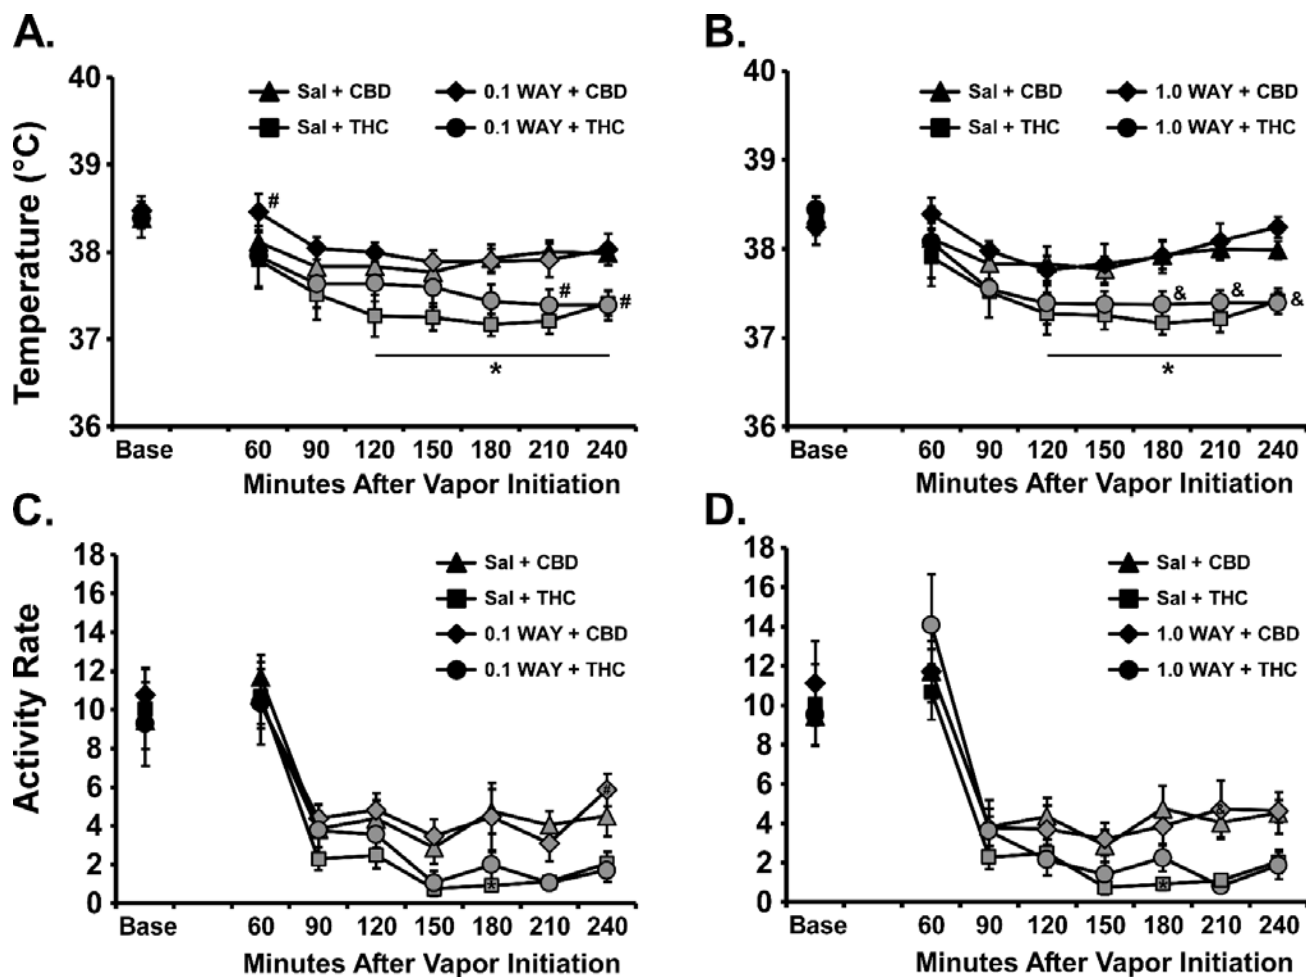 A.
B.
Temperature (°C)
40
39
38
37
36
Sal + CBD
0.1 WAY + CBD
Sal + THC
0.1 WAY + THC
#
#
#
*
Base
60 90 120 150 180 210 240
Minutes After Vapor Initiation
40
39
38
37
36
Sal + CBD
1.0 WAY + CBD
Sal + THC
1.0 WAY + THC
&
&
&
*
Base
60 90 120 150 180 210 240
Minutes After Vapor Initiation
C.
D.
Activity Rate
18
16
14
12
10
8
6
4
2
0
Sal + CBD
Sal + THC
0.1 WAY + CBD
0.1 WAY + THC
#
*
Base
60 90 120 150 180 210 240
Minutes After Vapor Initiation
18
16
14
12
10
8
6
4
2
0
Sal + CBD
Sal + THC
1.0 WAY + CBD
1.0 WAY + THC
&
*
Base
60 90 120 150 180 210 240
Minutes After Vapor Initiation